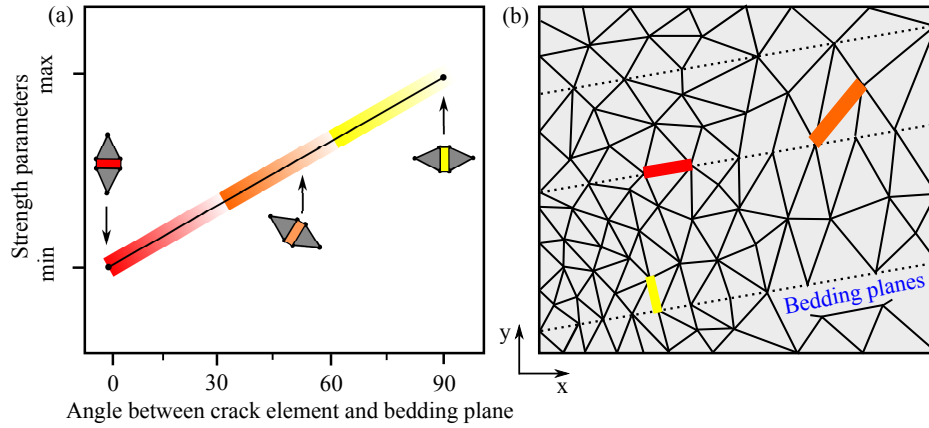 (a)
Strength parameters
max
min
0
30
60
90
Angle between crack element and bedding plane
(b)
Bedding planes
y
x